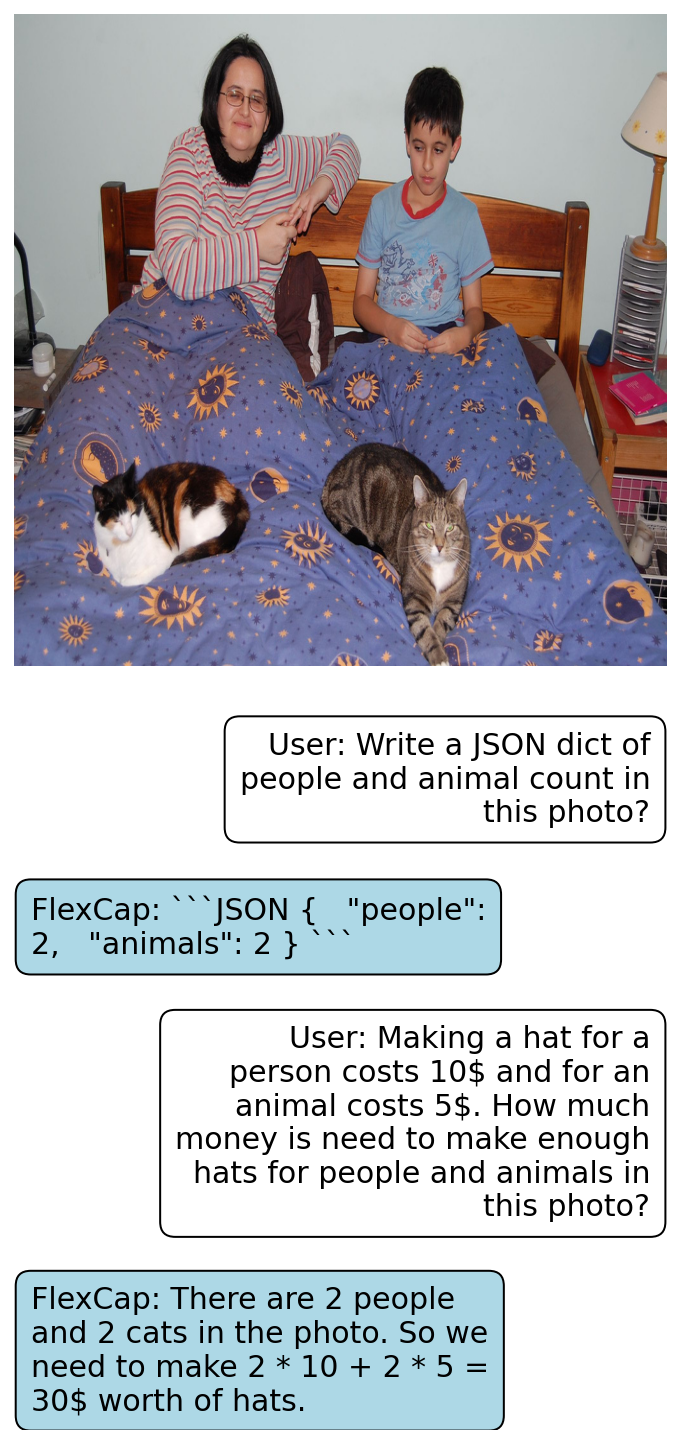 User: Write a JSON dict of
people and animal count in
this photo?
FlexCap: ```JSON {   "people":
2,   "animals": 2 } ```
User: Making a hat for a
person costs 10$ and for an
animal costs 5$. How much
money is need to make enough
hats for people and animals in
this photo?
FlexCap: There are 2 people
and 2 cats in the photo. So we
need to make 2 * 10 + 2 * 5 =
30$ worth of hats.